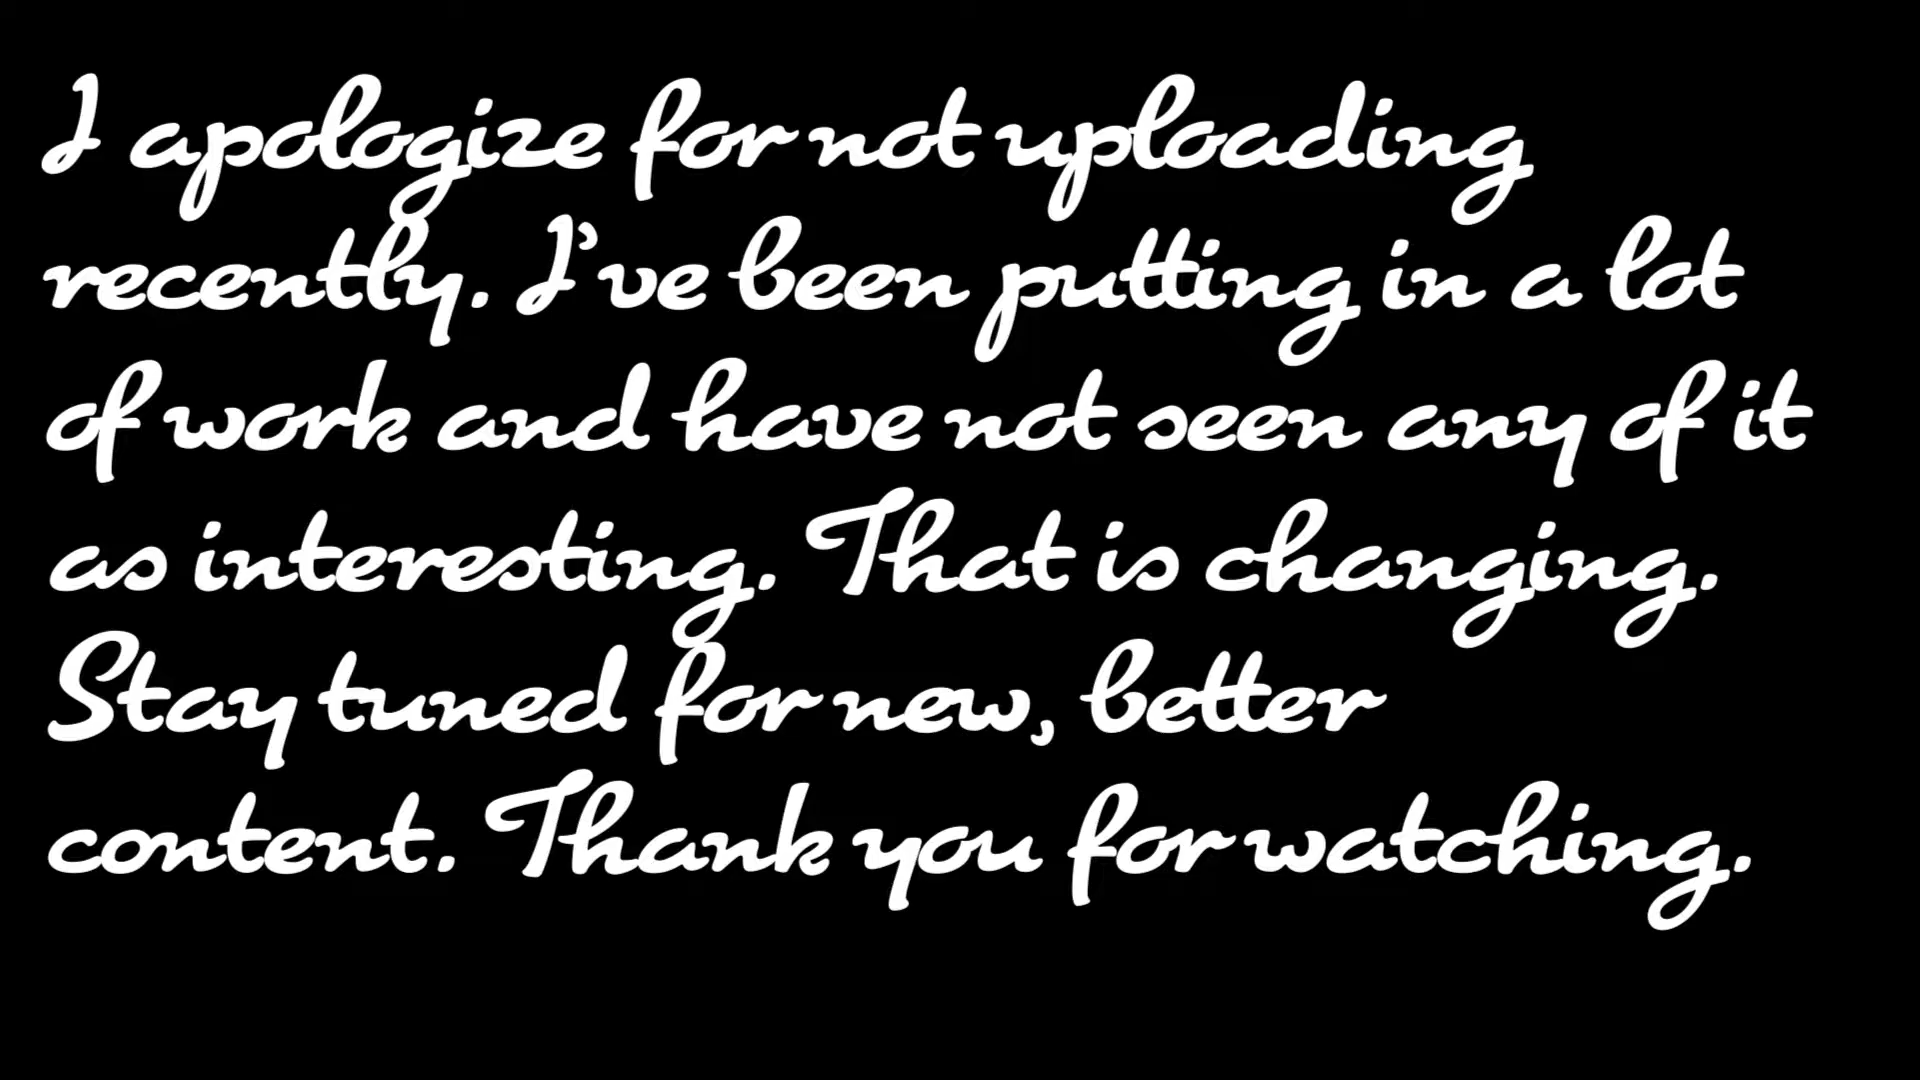 I apologize for not uploading
recently. I've been putting in a lot
of work and have not seen any of it
as interesting. That is changing.
Stay tuned for new, better
content. Thank you for watching.